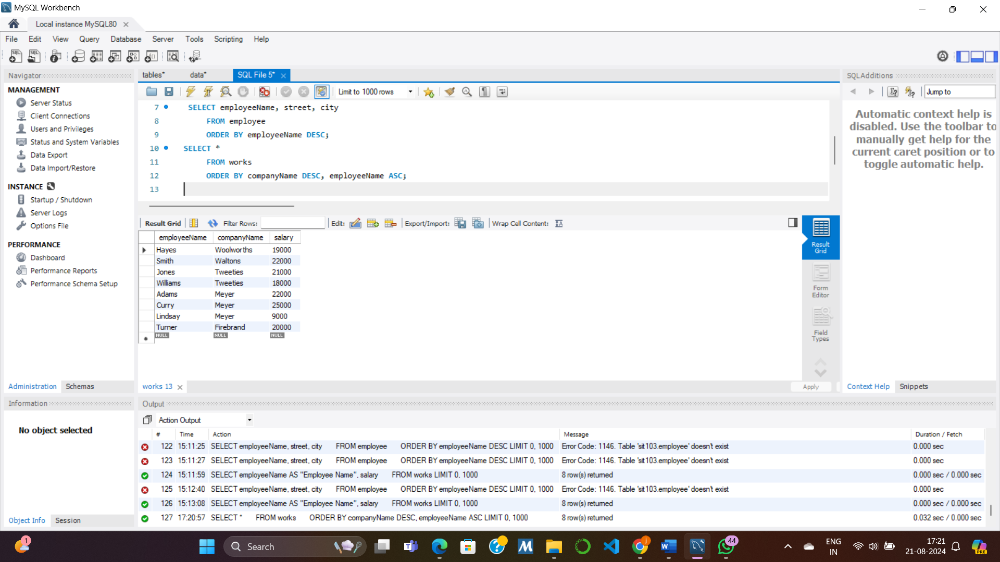 MySQL Workbench
Local instance MySQL80
File Edit View Query Database Server Tools Scripting Help
Navigator
MANAGEMENT
Server Status
Client Connections
Users and Privileges
Status and System Variables
Data Export
Data Import/Restore
INSTANCE
Startup / Shutdown
Server Logs
Options File
PERFORMANCE
Dashboard
Performance Reports
Performance Schema Setup
Administration Schemas
Information
No object selected
Object Info Session
tables* data* SQL File 5*
Limit to 1000 rows
7 SELECT employeeName, street, city
8 FROM employee
9 ORDER BY employeeName DESC;
10 SELECT *
11 FROM works
12 ORDER BY companyName DESC, employeeName ASC;
13
Result Grid Filter Rows: Edit: Export/Import: Wrap Cell Content:
employeeName companyName salary
Hayes Woolworths 19000
Smith Waltons 22000
Jones Tweeties 21000
Williams Tweeties 18000
Adams Meyer 22000
Curry Meyer 25000
Lindsay Meyer 9000
Turner Firebrand 20000
NULL NULL NULL
Result
Grid
Form
Editor
Field
Types
works 13
Apply
SQLAdditions
Jump to
Automatic context help is
disabled. Use the toolbar to
manually get help for the
current caret position or to
toggle automatic help.
Context Help Snippets
Output
Action Output
# Time Action Message Duration / Fetch
122 15:11:25 SELECT employeeName, street, city FROM employee ORDER BY employeeName DESC LIMIT 0, 1000 Error Code: 1146. Table 'sit103.employee' doesn't exist 0.000 sec
123 15:11:27 SELECT employeeName, street, city FROM employee ORDER BY employeeName DESC LIMIT 0, 1000 Error Code: 1146. Table 'sit103.employee' doesn't exist 0.000 sec
124 15:11:59 SELECT employeeName AS "Employee Name", salary FROM works LIMIT 0, 1000 8 row(s) returned 0.000 sec / 0.000 sec
125 15:12:40 SELECT employeeName, street, city FROM employee ORDER BY employeeName DESC LIMIT 0, 1000 Error Code: 1146. Table 'sit103.employee' doesn't exist 0.000 sec
126 15:13:08 SELECT employeeName AS "Employee Name", salary FROM works LIMIT 0, 1000 8 row(s) returned 0.000 sec / 0.000 sec
127 17:20:57 SELECT * FROM works ORDER BY companyName DESC, employeeName ASC LIMIT 0, 1000 8 row(s) returned 0.032 sec / 0.000 sec
1
Search
j
44
ENG
IN
17:21
21-08-2024
PRE